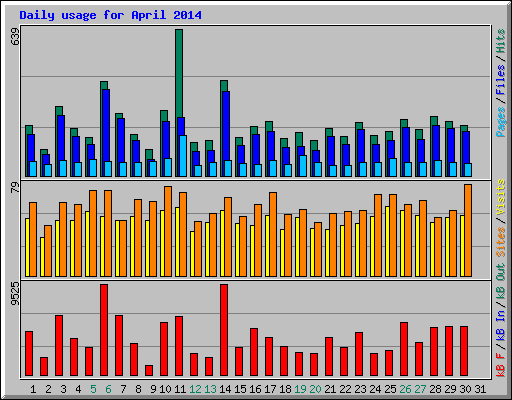 Daily usage for April 2014
639
Pages / Files / Hits
79
Sites / Visits
9525
kB F / kB In / kB Out
1 2 3 4 5 6 7 8 9 10 11 12 13 14 15 16 17 18 19 20 21 22 23 24 25 26 27 28 29 30 31